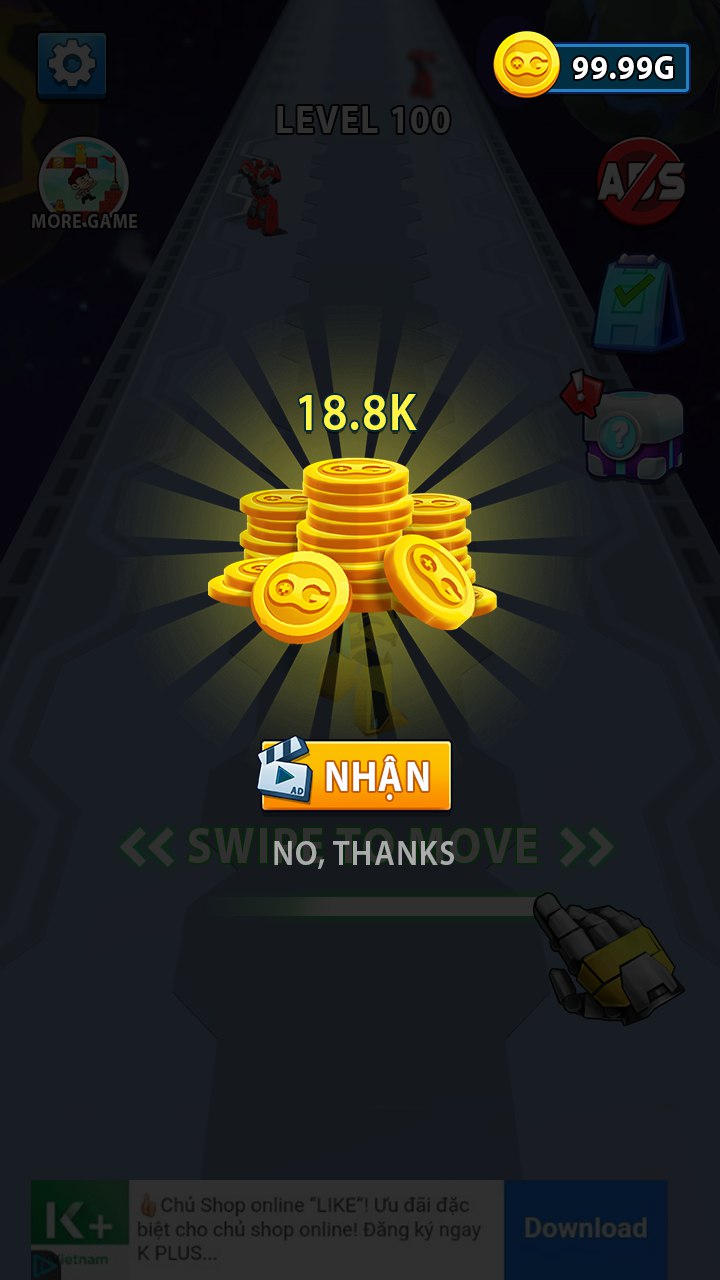 99.99G
LEVEL 100
ADS
MORE GAME
18.8K
AD
NHẬN
SWIPE TO MOVE
NO, THANKS
K+
👍Chủ Shop online “LIKE”! Ưu đãi đặc
biệt cho chủ shop online! Đăng ký ngay
K PLUS...
Download